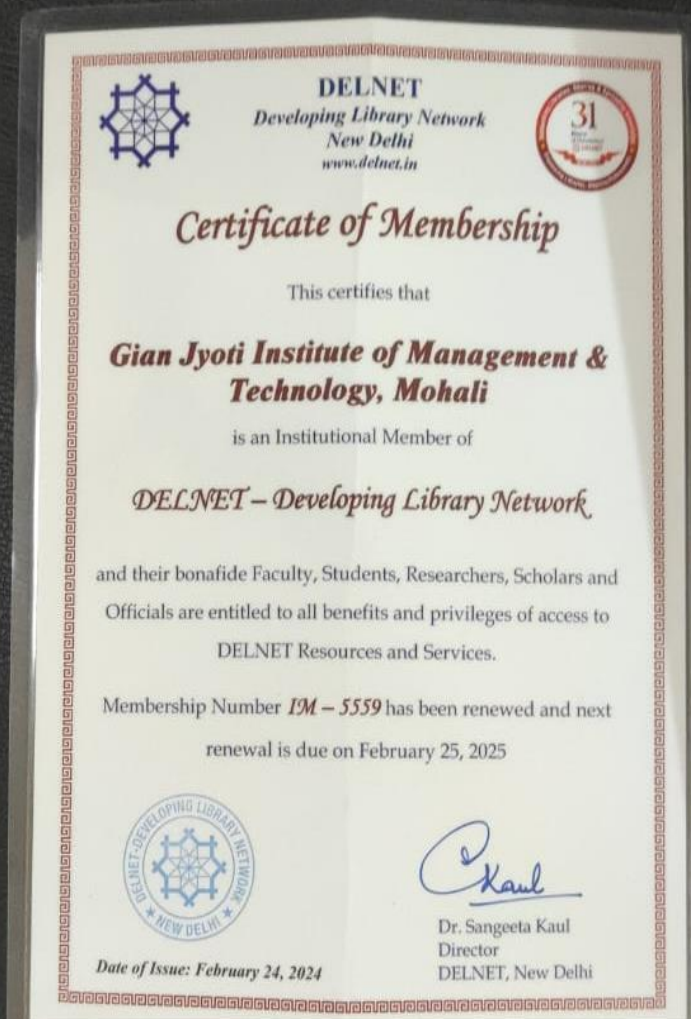 DELNET
Developing Library Network
New Delhi
www.delnet.in
31
Certificate of Membership
This certifies that
Gian Jyoti Institute of Management &
Technology, Mohali
is an Institutional Member of
DELNET – Developing Library Network
and their bonafide Faculty, Students, Researchers, Scholars and
Officials are entitled to all benefits and privileges of access to
DELNET Resources and Services.
Membership Number IM – 5559 has been renewed and next
renewal is due on February 25, 2025
DELNET-DEVELOPING LIBRARY NETWORK
★ NEW DELHI ★
Kaul
Dr. Sangeeta Kaul
Director
DELNET, New Delhi
Date of Issue: February 24, 2024